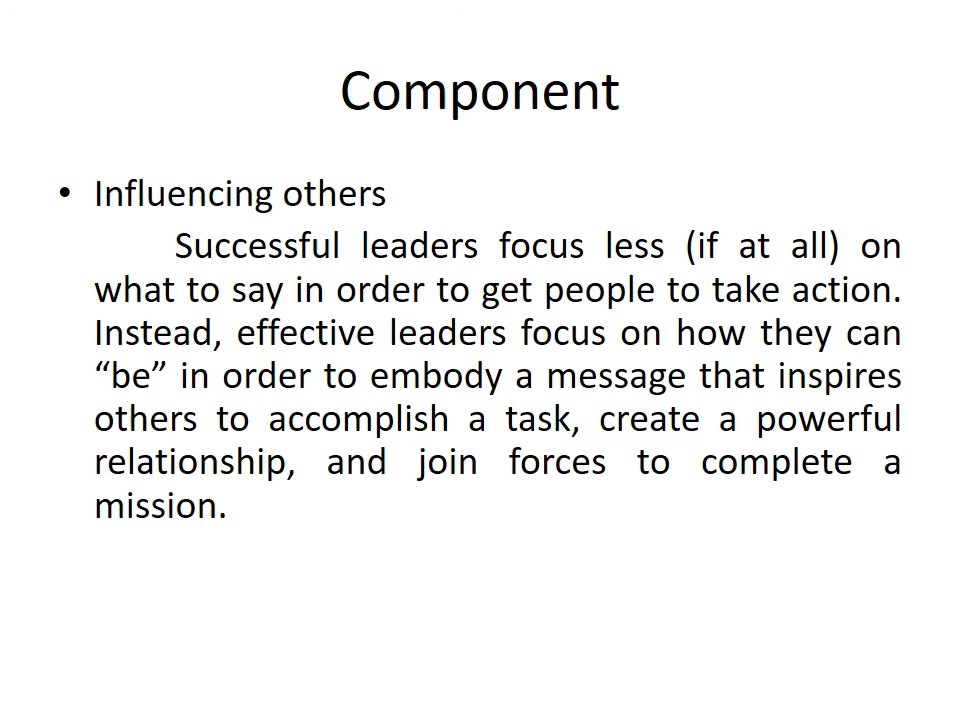 Component
• Influencing others
Successful leaders focus less (if at all) on
what to say in order to get people to take action.
Instead, effective leaders focus on how they can
“be” in order to embody a message that inspires
others to accomplish a task, create a powerful
relationship, and join forces to complete a
mission.